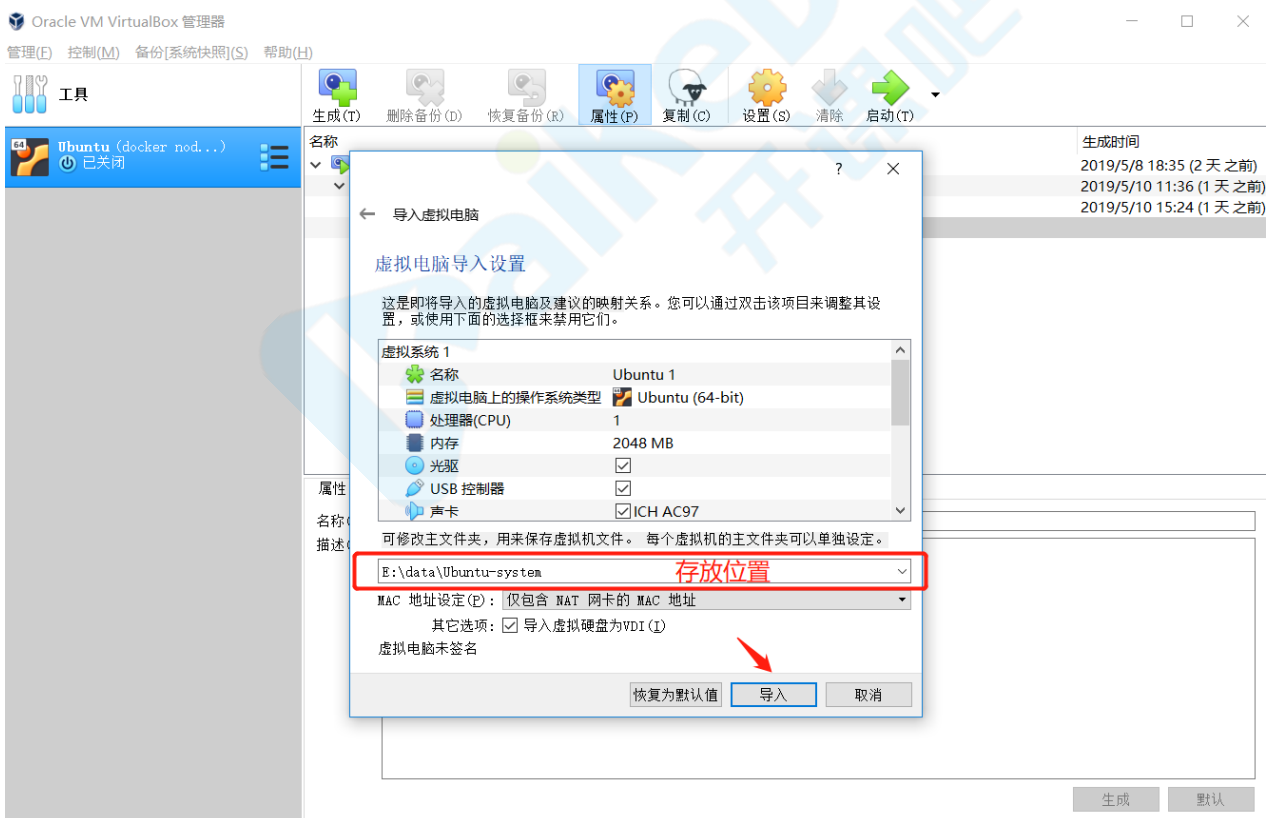 Oracle VM VirtualBox 管理器
管理(F) 控制(M) 备份[系统快照](S) 帮助(H)
工具
生成(T) 删除备份(D) 恢复备份(R) 属性(P) 复制(C) 设置(S) 清除 启动(T)
64 Ubuntu (docker nod...)
已关闭
名称 生成时间
2019/5/8 18:35 (2 天 之前)
2019/5/10 11:36 (1 天 之前)
2019/5/10 15:24 (1 天 之前)
?
导入虚拟电脑
虚拟电脑导入设置
这是即将导入的虚拟电脑及建议的映射关系。您可以通过双击该项目来调整其设
置，或使用下面的选择框来禁用它们。
虚拟系统 1
名称 Ubuntu 1
虚拟电脑上的操作系统类型 Ubuntu (64-bit)
处理器(CPU) 1
内存 2048 MB
光驱
USB 控制器
声卡 ICH AC97
可修改主文件夹，用来保存虚拟机文件。 每个虚拟机的主文件夹可以单独设定。
E:\data\Ubuntu-system 存放位置
MAC 地址设定(P): 仅包含 NAT 网卡的 MAC 地址
其它选项: 导入虚拟硬盘为VDI(I)
虚拟电脑未签名
恢复为默认值 导入 取消
属性
名称(
描述(
生成 默认
开课吧